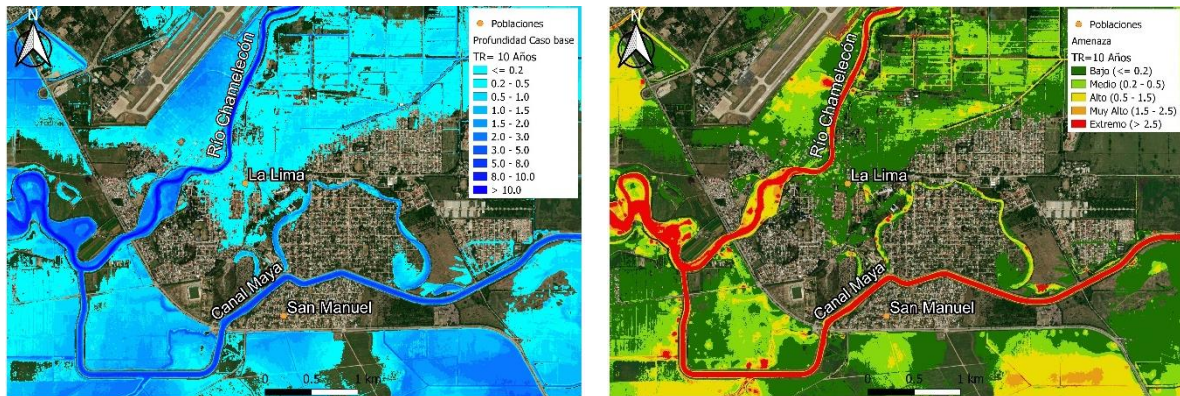 N
Poblaciones
Profundidad Caso base
TR= 10 Años
<= 0.2
0.2 - 0.5
0.5 - 1.0
1.0 - 1.5
1.5 - 2.0
2.0 - 3.0
3.0 - 5.0
5.0 - 8.0
8.0 - 10.0
> 10.0
Río Chamelecón
La Lima
Canal Maya
San Manuel
0 0.5 1 km
N
Poblaciones
Amenaza
TR=10 Años
Bajo (<= 0.2)
Medio (0.2 - 0.5)
Alto (0.5 - 1.5)
Muy Alto (1.5 - 2.5)
Extremo (> 2.5)
Río Chamelecón
La Lima
Canal Maya
San Manuel
0 0.5 1 km